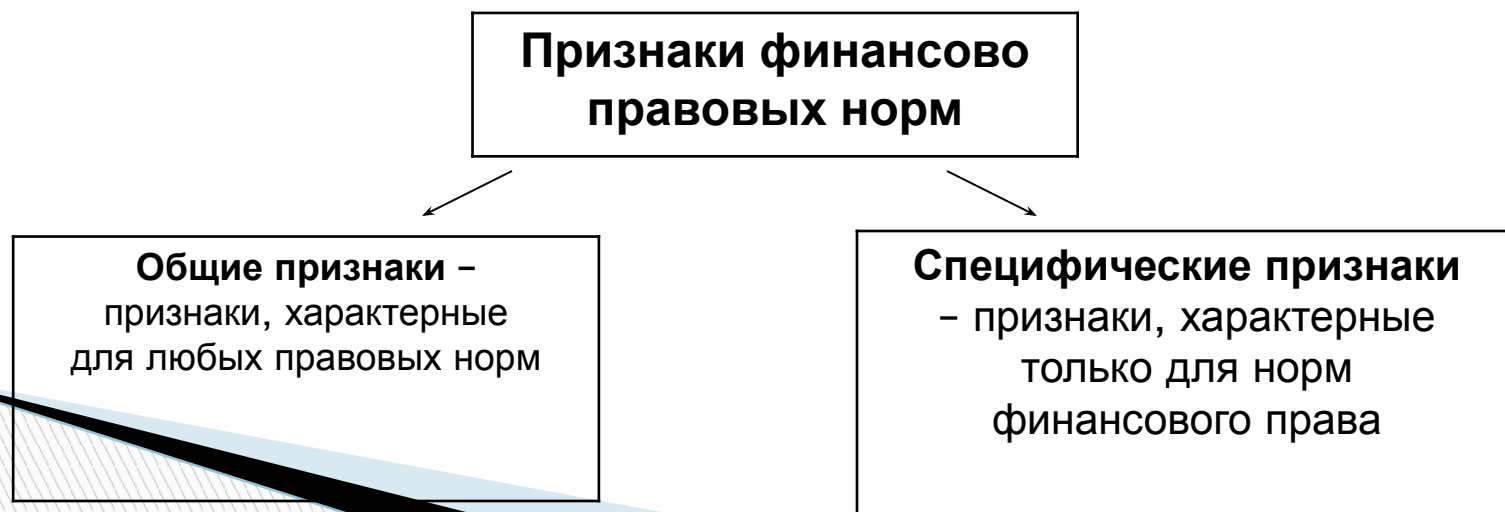 Признаки финансово
правовых норм
Общие признаки –
признаки, характерные
для любых правовых норм
Специфические признаки
– признаки, характерные
только для норм
финансового права